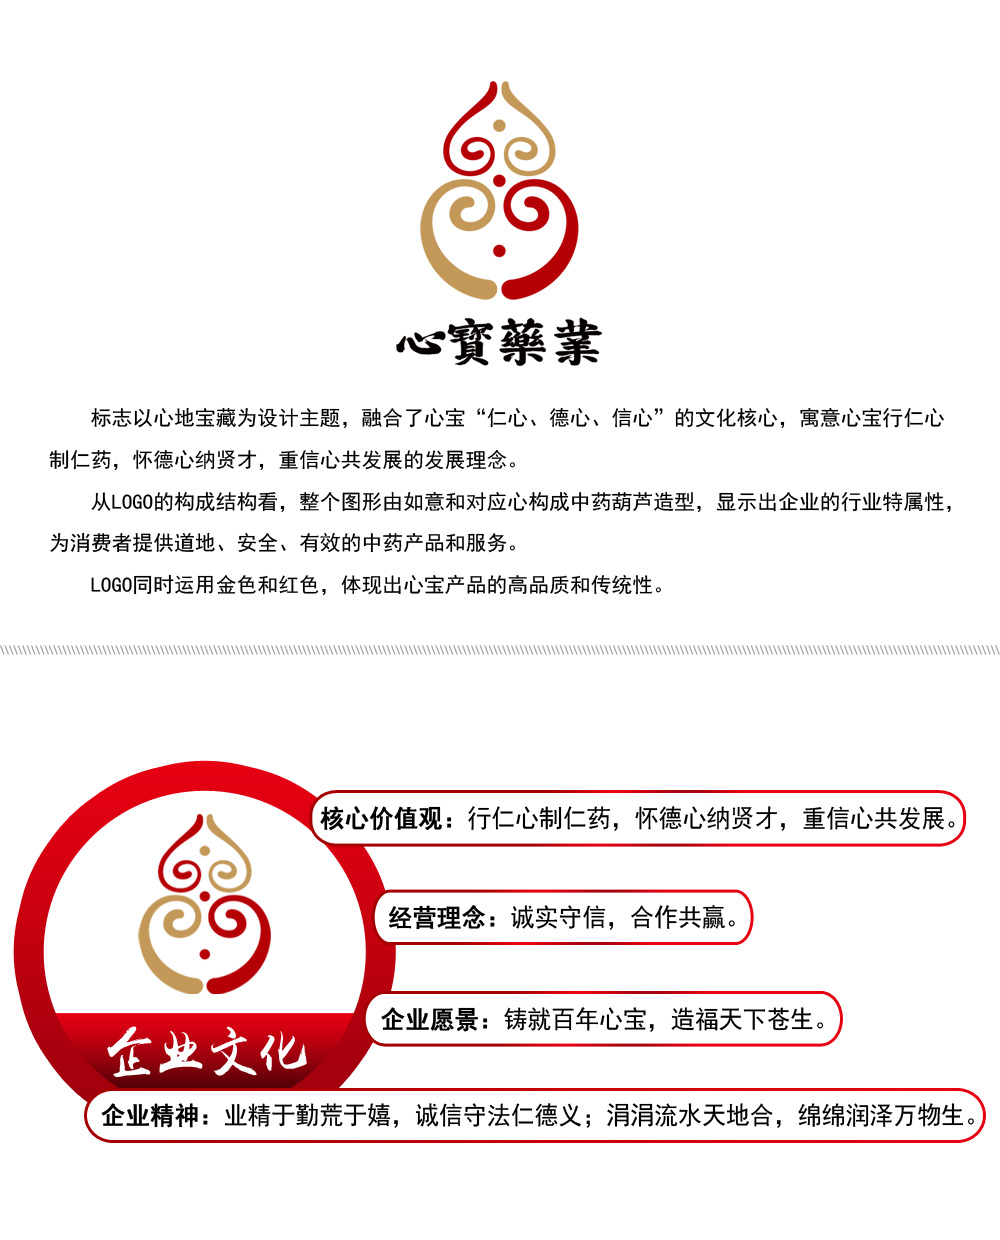 心寳藥業
标志以心地宝藏为设计主题，融合了心宝“仁心、德心、信心”的文化核心，寓意心宝行仁心
制仁药，怀德心纳贤才，重信心共发展的发展理念。
从LOGO的构成结构看，整个图形由如意和对应心构成中药葫芦造型，显示出企业的行业特属性，
为消费者提供道地、安全、有效的中药产品和服务。
LOGO同时运用金色和红色，体现出心宝产品的高品质和传统性。
核心价值观：行仁心制仁药，怀德心纳贤才，重信心共发展。
经营理念：诚实守信，合作共赢。
企业愿景：铸就百年心宝，造福天下苍生。
企业文化
企业精神：业精于勤荒于嬉，诚信守法仁德义；涓涓流水天地合，绵绵润泽万物生。